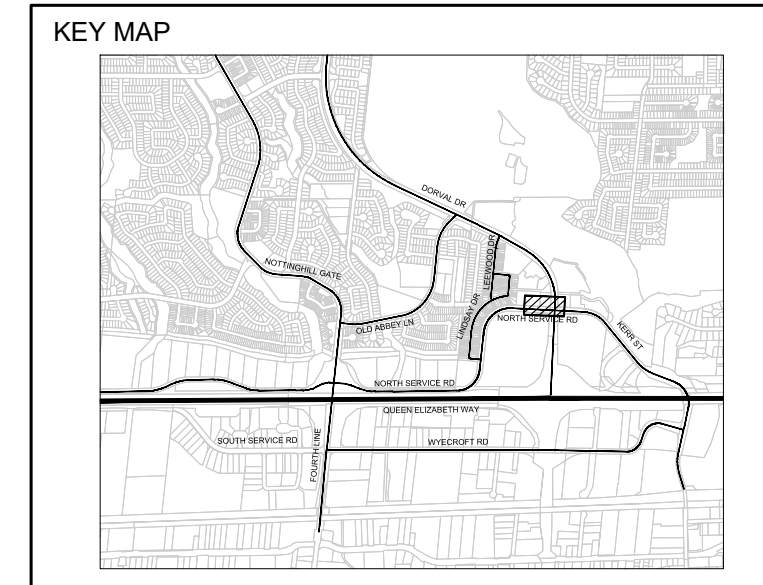 KEY MAP
DORVAL DR
NOTTINGHILL GATE
LEEWOOD DR
LINDSAY DR
OLD ABBEY LN
NORTH SERVICE RD
KERR ST
NORTH SERVICE RD
QUEEN ELIZABETH WAY
SOUTH SERVICE RD
FOURTH LINE
WYECROFT RD